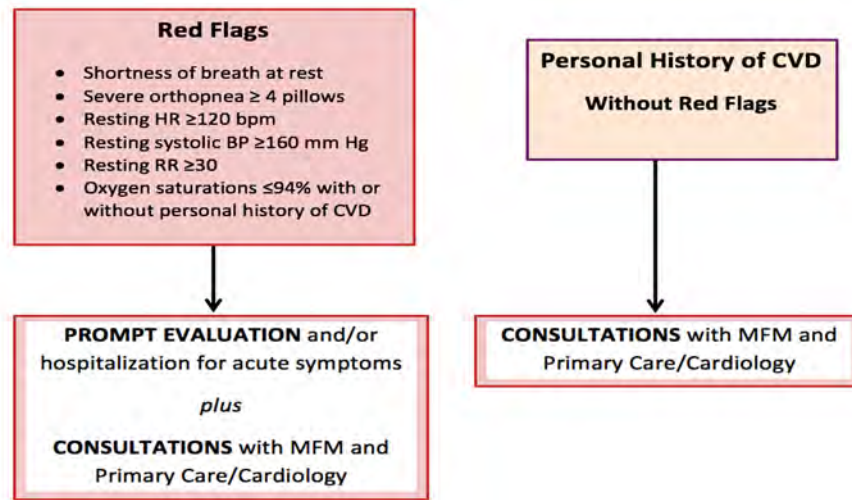 Red Flags
• Shortness of breath at rest
• Severe orthopnea ≥ 4 pillows
• Resting HR ≥120 bpm
• Resting systolic BP ≥160 mm Hg
• Resting RR ≥30
• Oxygen saturations ≤94% with or
without personal history of CVD
PROMPT EVALUATION and/or
hospitalization for acute symptoms
plus
CONSULTATIONS with MFM and
Primary Care/Cardiology
Personal History of CVD
Without Red Flags
CONSULTATIONS with MFM and
Primary Care/Cardiology